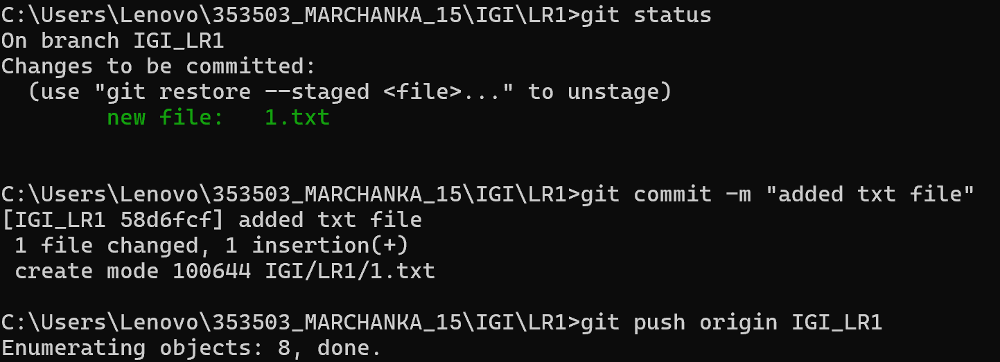 C:\Users\Lenovo\353503_MARCHANKA_15\IGI\LR1>git status
On branch IGI_LR1
Changes to be committed:
  (use "git restore --staged <file>..." to unstage)
        new file:   1.txt
C:\Users\Lenovo\353503_MARCHANKA_15\IGI\LR1>git commit -m "added txt file"
[IGI_LR1 58d6fcf] added txt file
 1 file changed, 1 insertion(+)
 create mode 100644 IGI/LR1/1.txt
C:\Users\Lenovo\353503_MARCHANKA_15\IGI\LR1>git push origin IGI_LR1
Enumerating objects: 8, done.